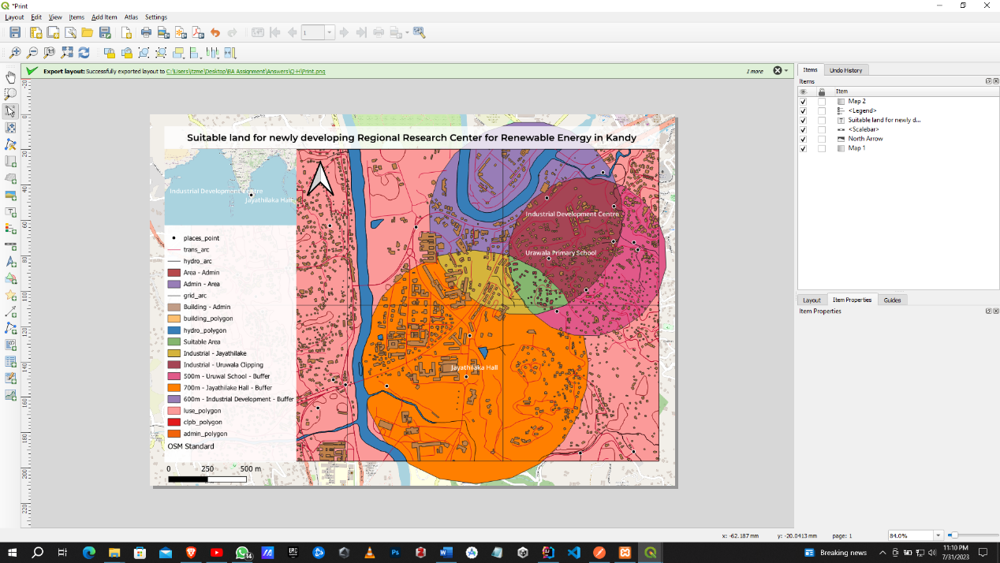 *Print
Layout Edit View Items Add Item Atlas Settings
1
Export layout: Successfully exported layout to C:\Users\itzme\Desktop\BA Assignment\Answers\Q-H\Print.png
1 more
Suitable land for newly developing Regional Research Center for Renewable Energy in Kandy
Industrial Development Centre
Jayathilaka Hall
Industrial Development Centre
Urawala Primary School
Jayathilaka Hall
places_point
trans_arc
hydro_arc
Area - Admin
Admin - Area
grid_arc
Building - Admin
building_polygon
hydro_polygon
Suitable Area
Industrial - Jayathilake
Industrial - Uruwala Clipping
500m - Uruwal School - Buffer
700m - Jayathilake Hall - Buffer
600m - Industrial Development - Buffer
luse_polygon
clpb_polygon
admin_polygon
OSM Standard
0 250 500 m
Items Undo History
Items
Item
Map 2
<Legend>
Suitable land for newly d...
<Scalebar>
North Arrow
Map 1
Layout Item Properties Guides
Item Properties
x: -62.187 mm y: -20.0413 mm page: 1 84.0%
14
Breaking news
11:10 PM
7/31/2023